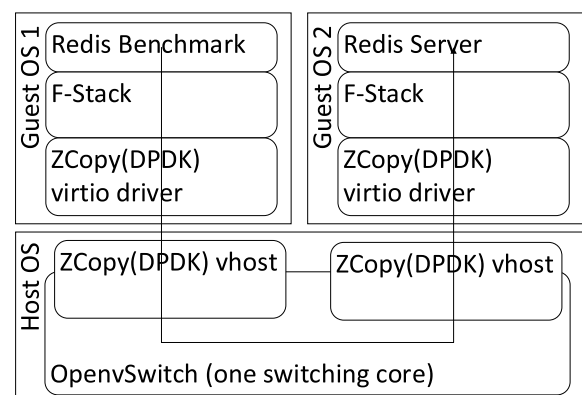 Guest OS 1
Redis Benchmark
F-Stack
ZCopy(DPDK)
virtio driver
Guest OS 2
Redis Server
F-Stack
ZCopy(DPDK)
virtio driver
Host OS
ZCopy(DPDK) vhost
ZCopy(DPDK) vhost
OpenvSwitch (one switching core)